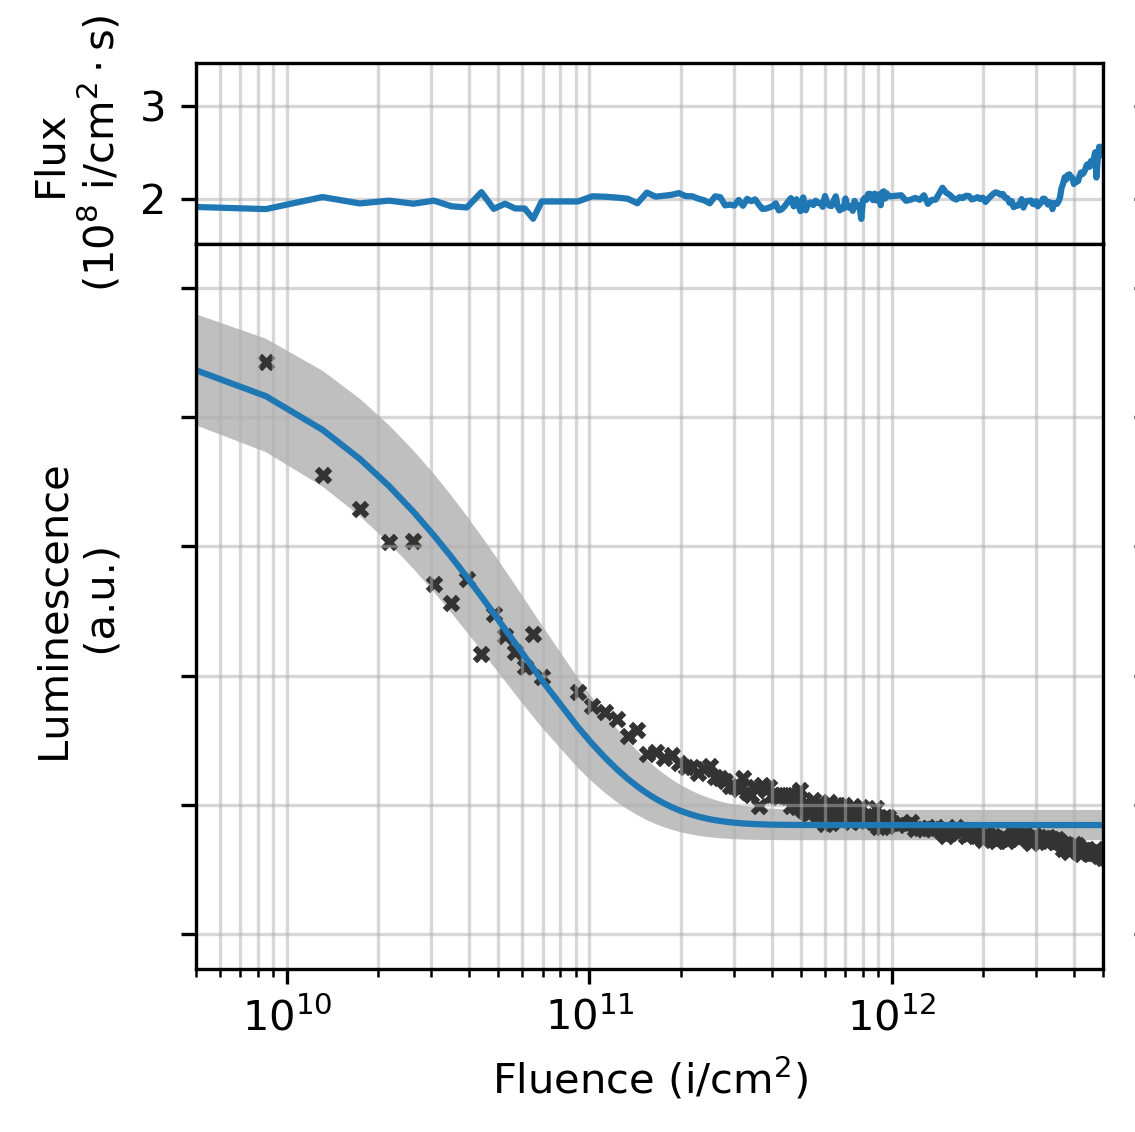 Flux
(10⁸ i/cm² · s)
3
2
Luminescence
(a.u.)
10¹⁰ 10¹¹ 10¹²
Fluence (i/cm²)